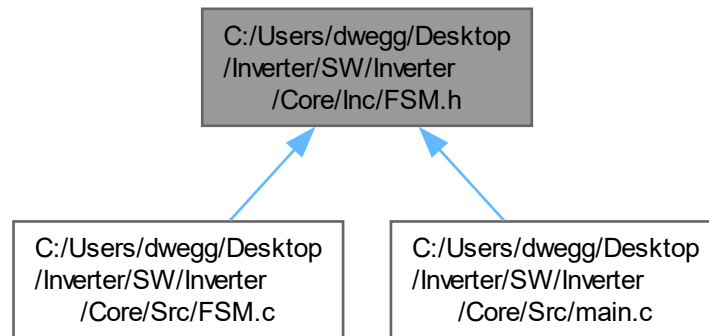 C:/Users/dwegg/Desktop
/Inverter/SW/Inverter
/Core/Inc/FSM.h
C:/Users/dwegg/Desktop
/Inverter/SW/Inverter
/Core/Src/FSM.c
C:/Users/dwegg/Desktop
/Inverter/SW/Inverter
/Core/Src/main.c